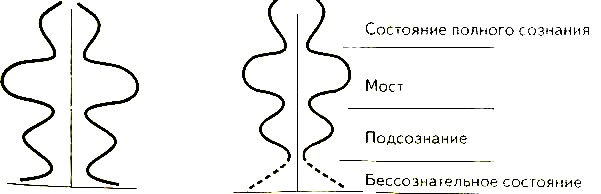 Состояние полного сознания
Мост
Подсознание
Бессознательное состояние